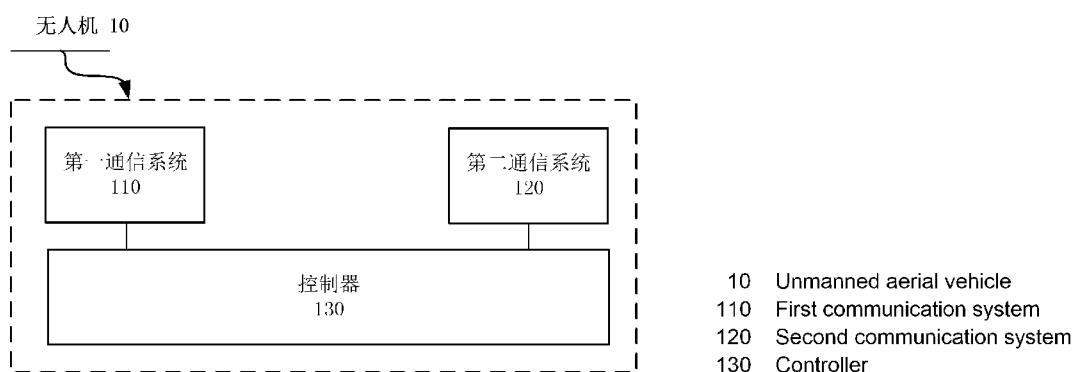 无人机 10
第一通信系统
110
第二通信系统
120
控制器
130
10 Unmanned aerial vehicle
110 First communication system
120 Second communication system
130 Controller